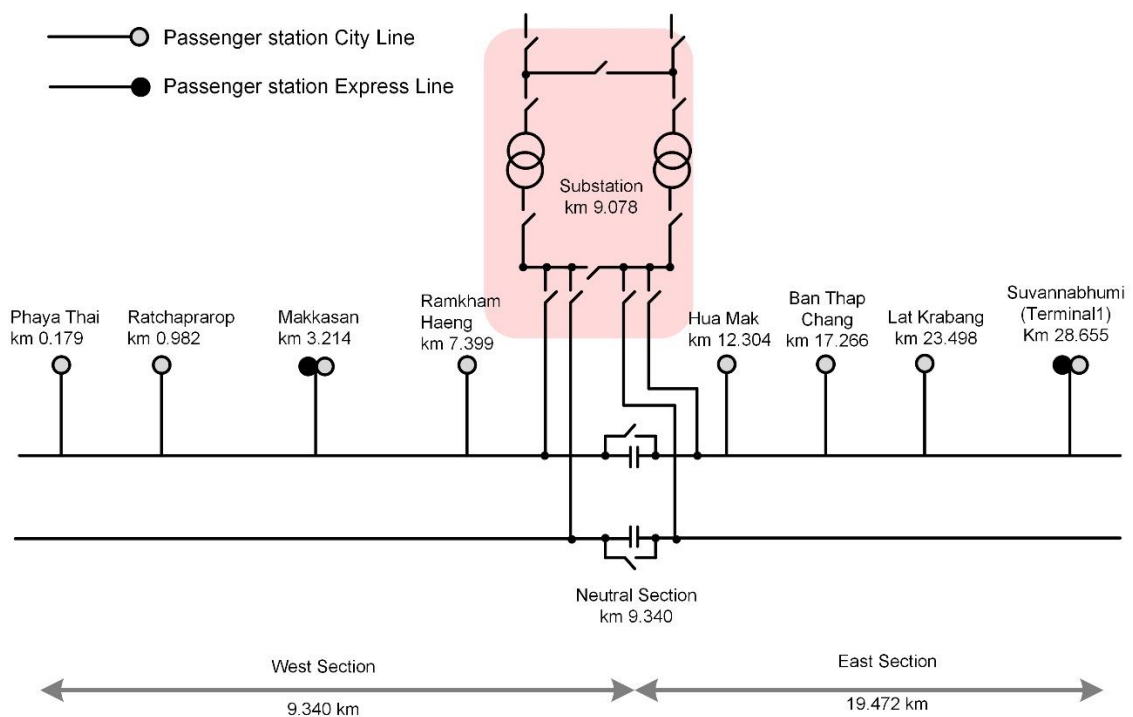 Passenger station City Line
Passenger station Express Line
Substation
km 9.078
Phaya Thai
km 0.179
Ratchaprarop
km 0.982
Makkasan
km 3.214
Ramkham
Haeng
km 7.399
Hua Mak
km 12.304
Ban Thap
Chang
km 17.266
Lat Krabang
km 23.498
Suvannabhumi
(Terminal1)
Km 28.655
Neutral Section
km 9.340
West Section
9.340 km
East Section
19.472 km